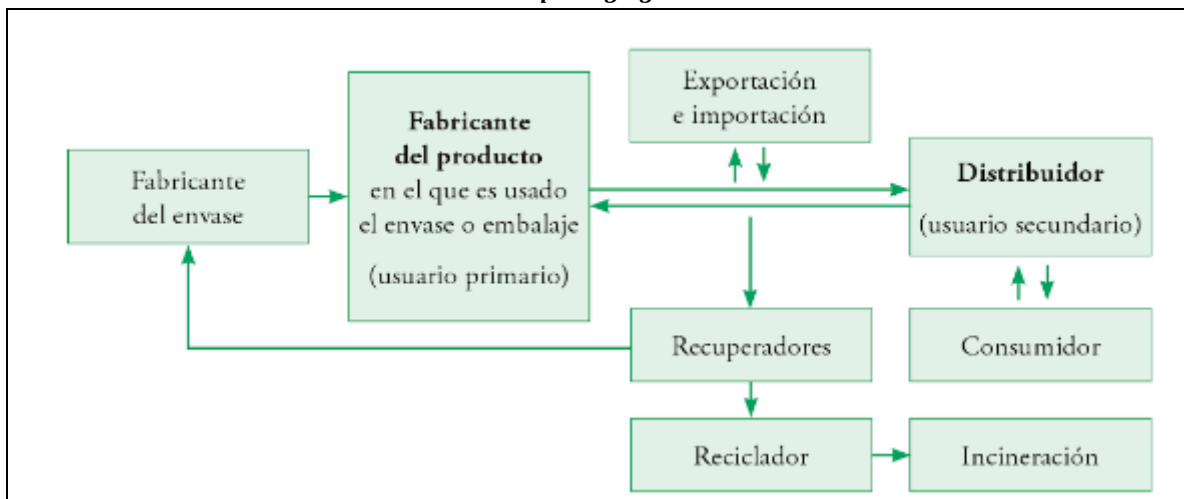 Exportación
e importación
Fabricante
del producto
en el que es usado
el envase o embalaje
(usuario primario)
Fabricante
del envase
Distribuidor
(usuario secundario)
Recuperadores
Consumidor
Reciclador
Incineración